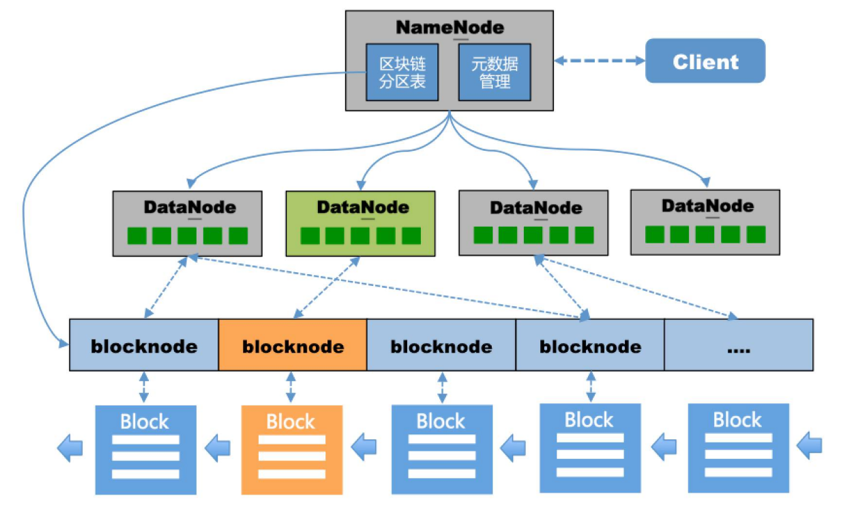 NameNode
区块链
分区表
元数据
管理
Client
DataNode
DataNode
DataNode
DataNode
blocknode
blocknode
blocknode
blocknode
....
Block
Block
Block
Block
Block